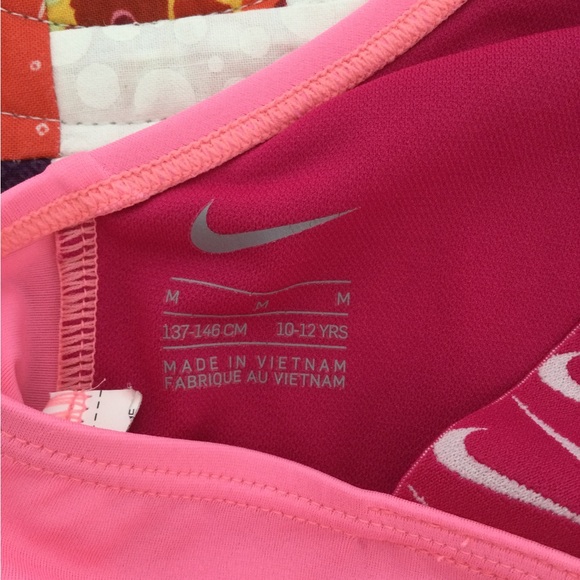 M M M
137-146 CM 10-12 YRS
MADE IN VIETNAM
FABRIQUE AU VIETNAM